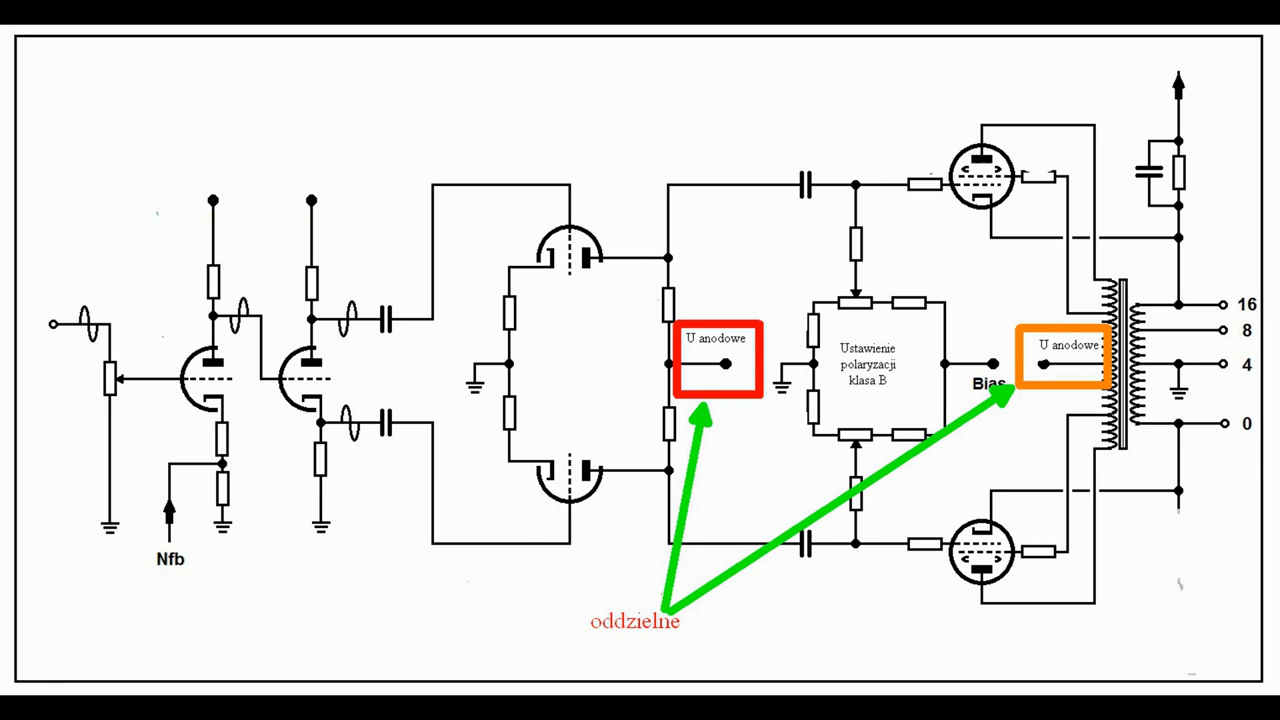 U anodowe
U anodowe
Ustawienie
polaryzacji
klasa B
Bias
16
8
4
0
Nfb
oddzielne